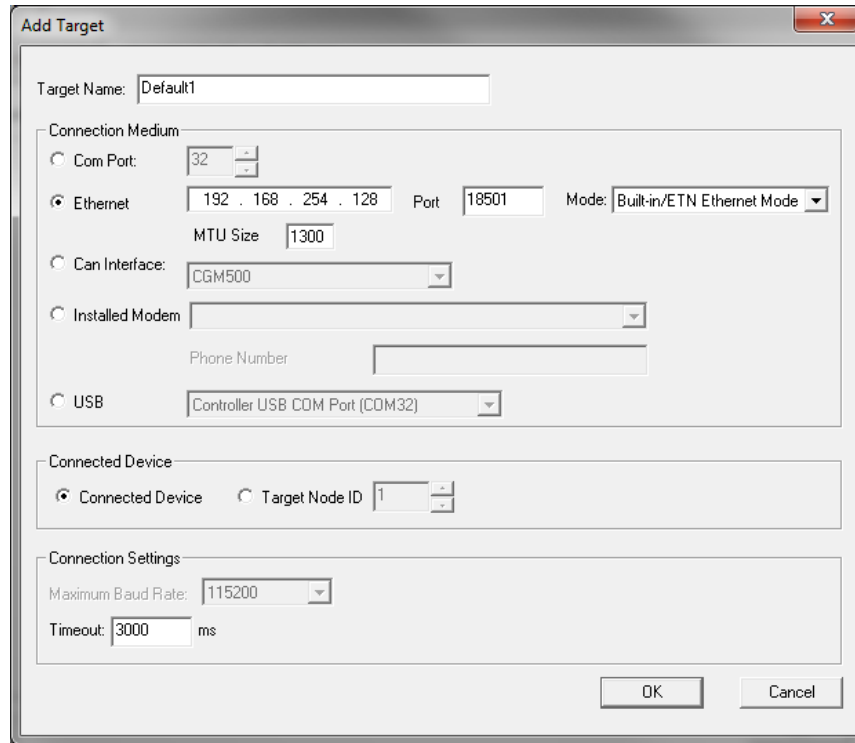 Add Target
Target Name: Default1
Connection Medium
Com Port: 32
Ethernet 192 . 168 . 254 . 128 Port 18501 Mode: Built-in/ETN Ethernet Mode
MTU Size 1300
Can Interface: CGM500
Installed Modem
Phone Number
USB Controller USB COM Port (COM32)
Connected Device
Connected Device Target Node ID 1
Connection Settings
Maximum Baud Rate: 115200
Timeout: 3000 ms
OK Cancel